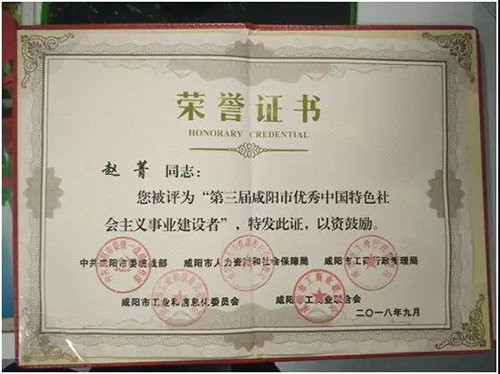 荣誉证书
HONORARY CREDENTIAL
赵菁 同志：
您被评为“第三届咸阳市优秀中国特色社
会主义事业建设者”，特发此证，以资鼓励。
中共咸阳市委统战部 咸阳市人力资源和社会保障局 咸阳市工商行政管理局
咸阳市工业和信息化委员会 咸阳市工商业联合会
二〇一八年九月